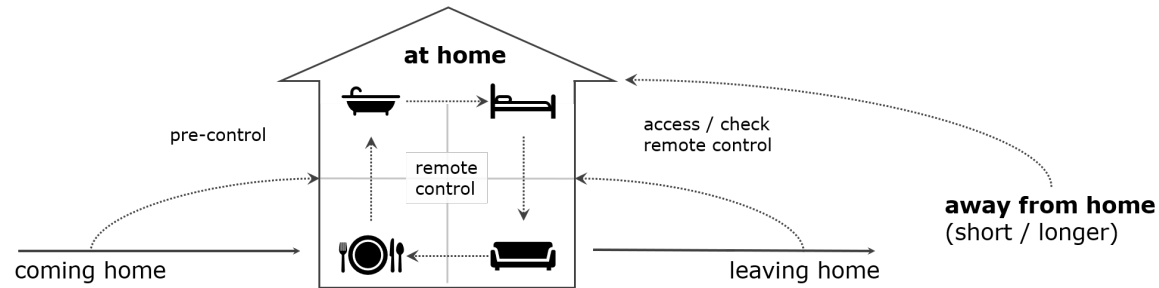 at home
pre-control
access / check
remote control
remote
control
away from home
(short / longer)
coming home
leaving home